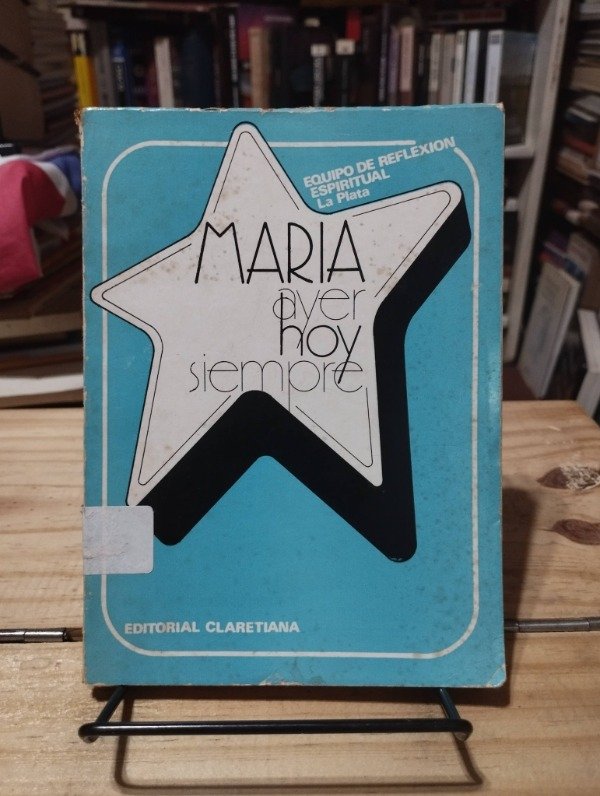 EQUIPO DE REFLEXION
ESPIRITUAL
La Plata
MARIA
ayer
hoy
siempre
EDITORIAL CLARETIANA